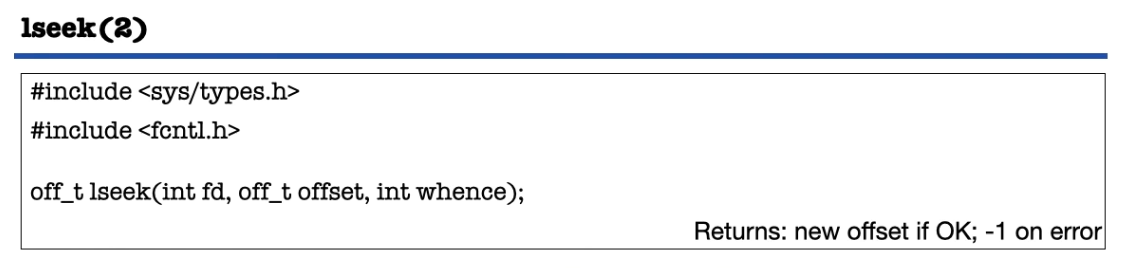 lseek(2)
#include <sys/types.h>
#include <fcntl.h>
off_t lseek(int fd, off_t offset, int whence);
Returns: new offset if OK; -1 on error